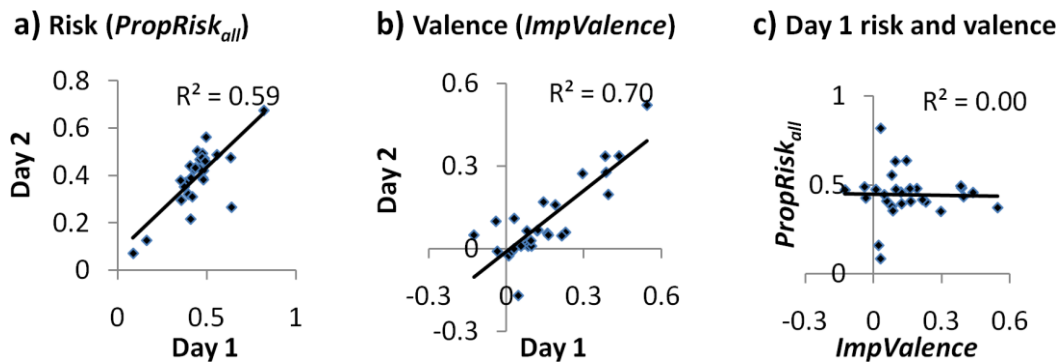 a) Risk (PropRisk_all)
0.8
0.6
0.4
0.2
0
Day 2
R² = 0.59
0
0.5
1
Day 1
b) Valence (ImpValence)
0.6
0.3
0
-0.3
Day 2
R² = 0.70
-0.3
0
0.3
0.6
Day 1
c) Day 1 risk and valence
1
0.5
0
PropRisk_all
R² = 0.00
-0.3
0
0.3
0.6
ImpValence